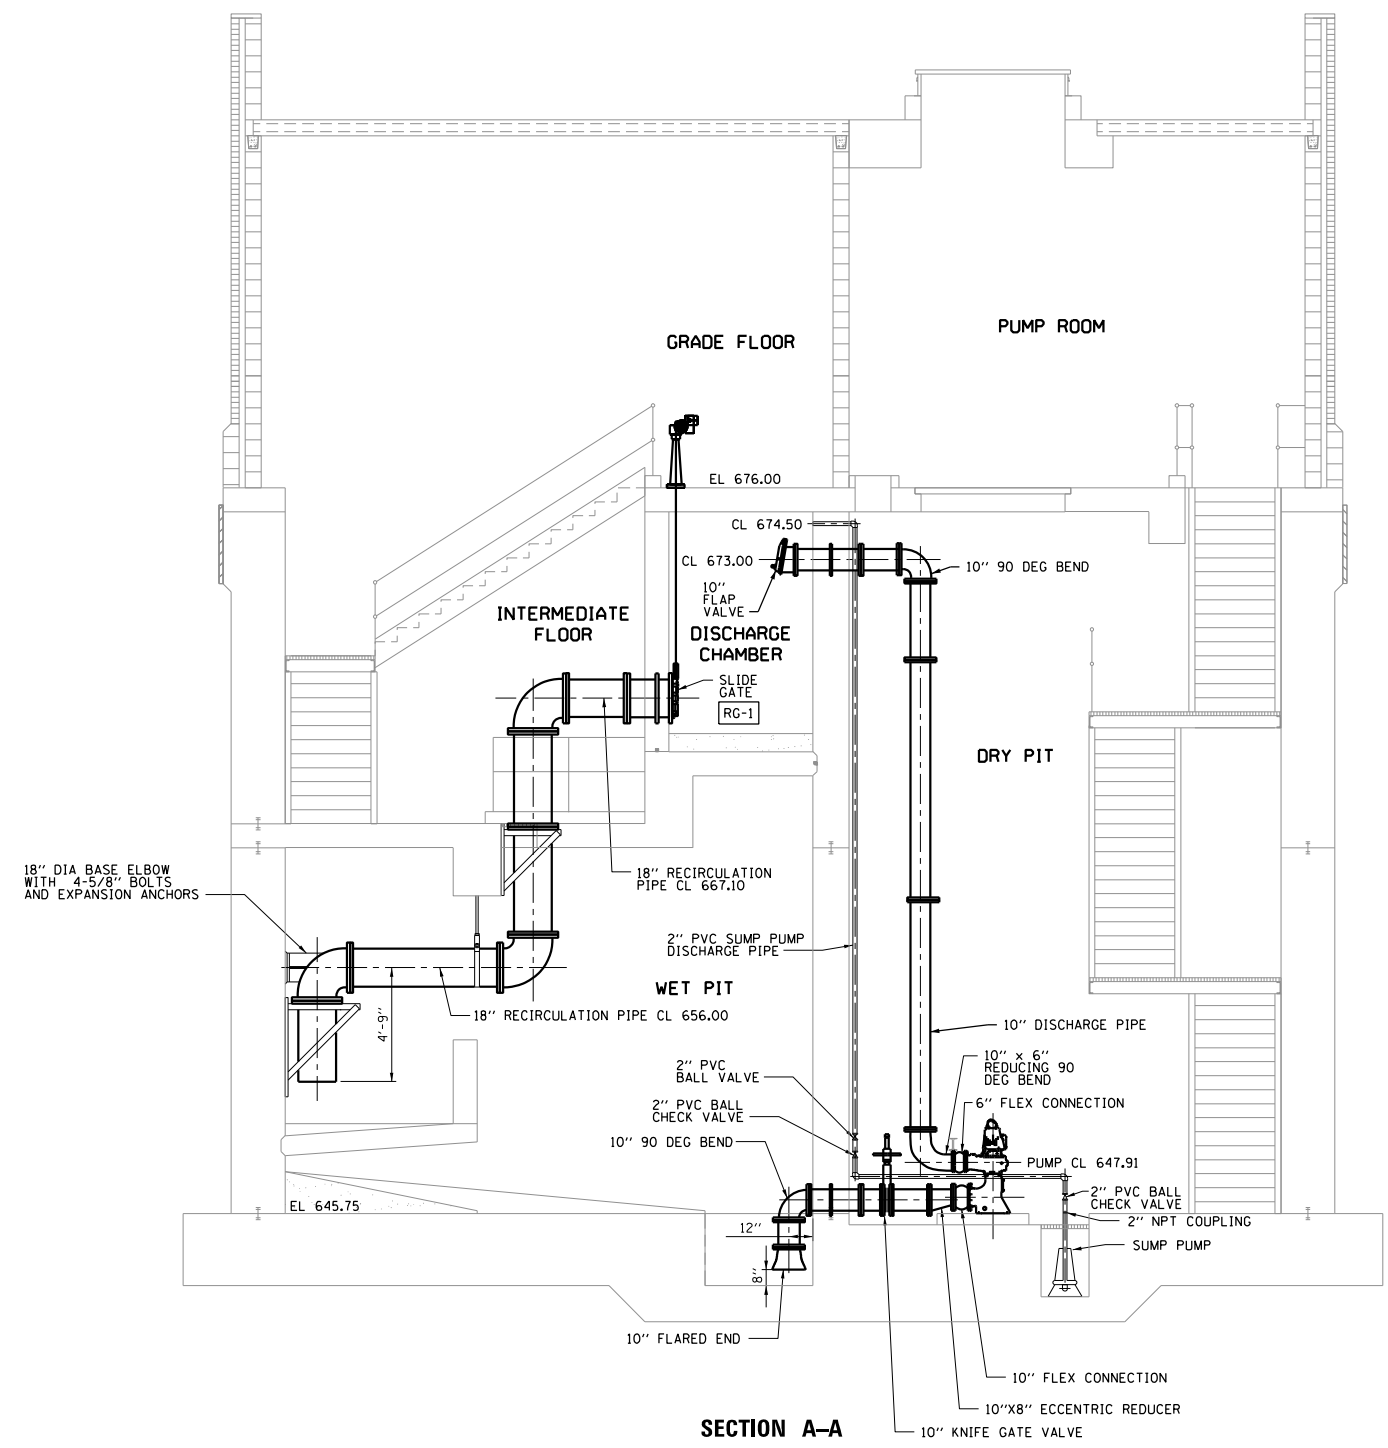 PUMP ROOM
GRADE FLOOR
EL 676.00
CL 674.50
CL 673.00
10" 90 DEG BEND
10"
FLAP
VALVE
INTERMEDIATE
FLOOR
DISCHARGE
CHAMBER
SLIDE
GATE
RG-1
DRY PIT
18" DIA BASE ELBOW
WITH 4-5/8" BOLTS
AND EXPANSION ANCHORS
18" RECIRCULATION
PIPE CL 667.10
2" PVC SUMP PUMP
DISCHARGE PIPE
WET PIT
18" RECIRCULATION PIPE CL 656.00
4'-9"
10" DISCHARGE PIPE
10" x 6"
REDUCING 90
DEG BEND
2" PVC
BALL VALVE
6" FLEX CONNECTION
2" PVC BALL
CHECK VALVE
10" 90 DEG BEND
PUMP CL 647.91
2" PVC BALL
CHECK VALVE
EL 645.75
2" NPT COUPLING
12"
SUMP PUMP
8"
10" FLARED END
10" FLEX CONNECTION
10"X8" ECCENTRIC REDUCER
10" KNIFE GATE VALVE
SECTION A–A